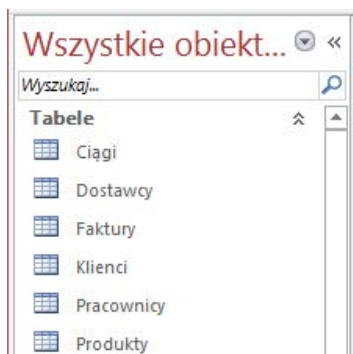 Wszystkie obiekt...
Wyszukaj...
Tabele
Ciągi
Dostawcy
Faktury
Klienci
Pracownicy
Produkty